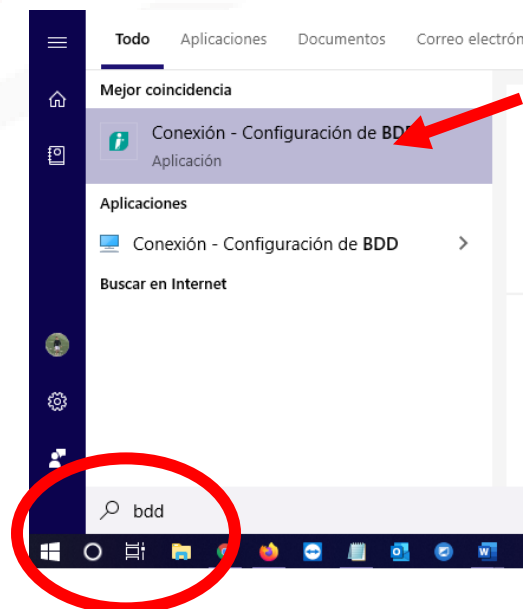 Todo Aplicaciones Documentos Correo electrón
Mejor coincidencia
Conexión - Configuración de BDD
Aplicación
Aplicaciones
Conexión - Configuración de BDD
Buscar en Internet
bdd